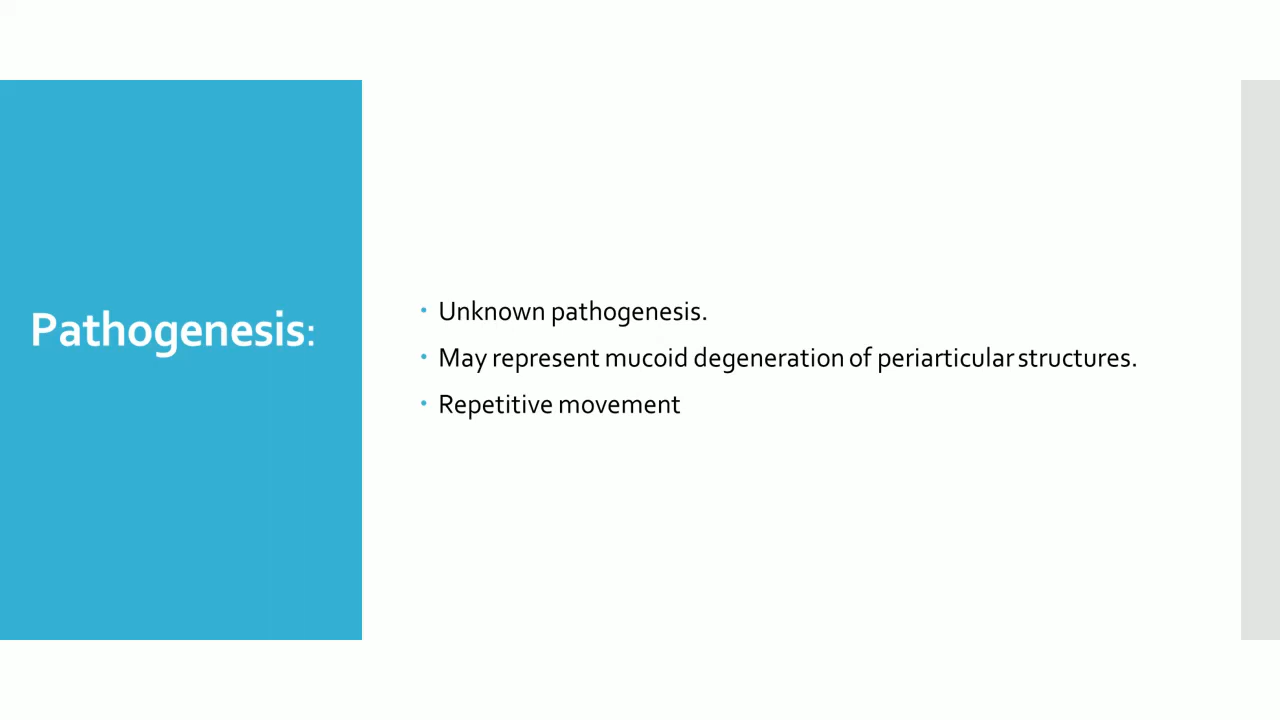 Pathogenesis:
• Unknown pathogenesis.
• May represent mucoid degeneration of periarticular structures.
• Repetitive movement